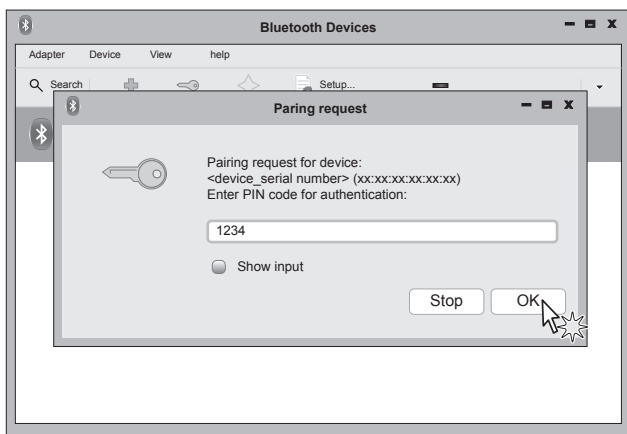 Bluetooth Devices
Adapter Device View help
Search Setup...
Paring request
Pairing request for device:
<device_serial number> (xx:xx:xx:xx:xx:xx)
Enter PIN code for authentication:
1234
Show input
Stop OK